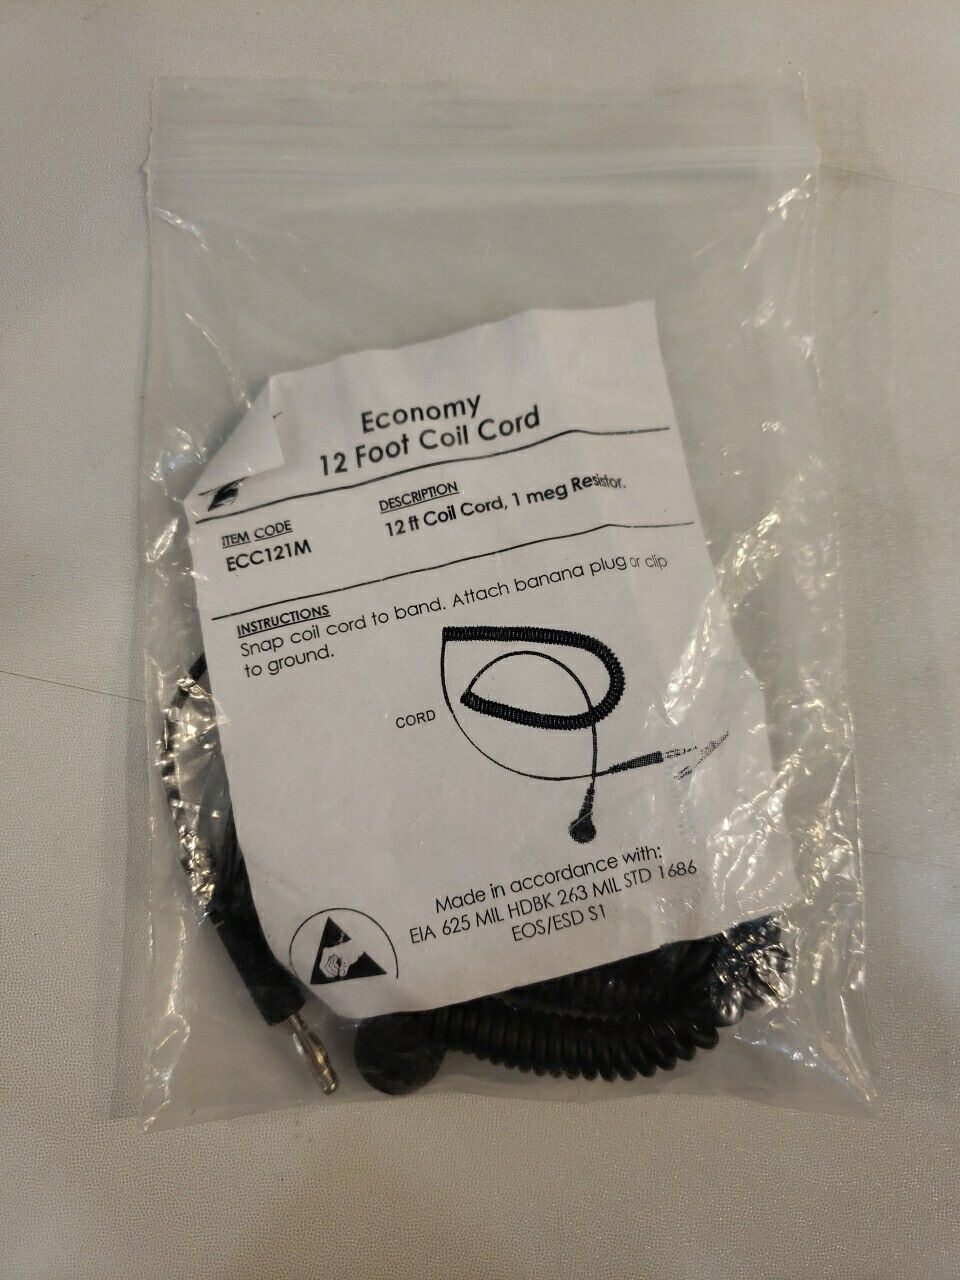 Economy
12 Foot Coil Cord
ITEM CODE
ECC121M
DESCRIPTION
12 ft Coil Cord, 1 meg Resistor.
INSTRUCTIONS
Snap coil cord to band. Attach banana plug or clip
to ground.
CORD
Made in accordance with:
EIA 625 MIL HDBK 263 MIL STD 1686
EOS/ESD S1